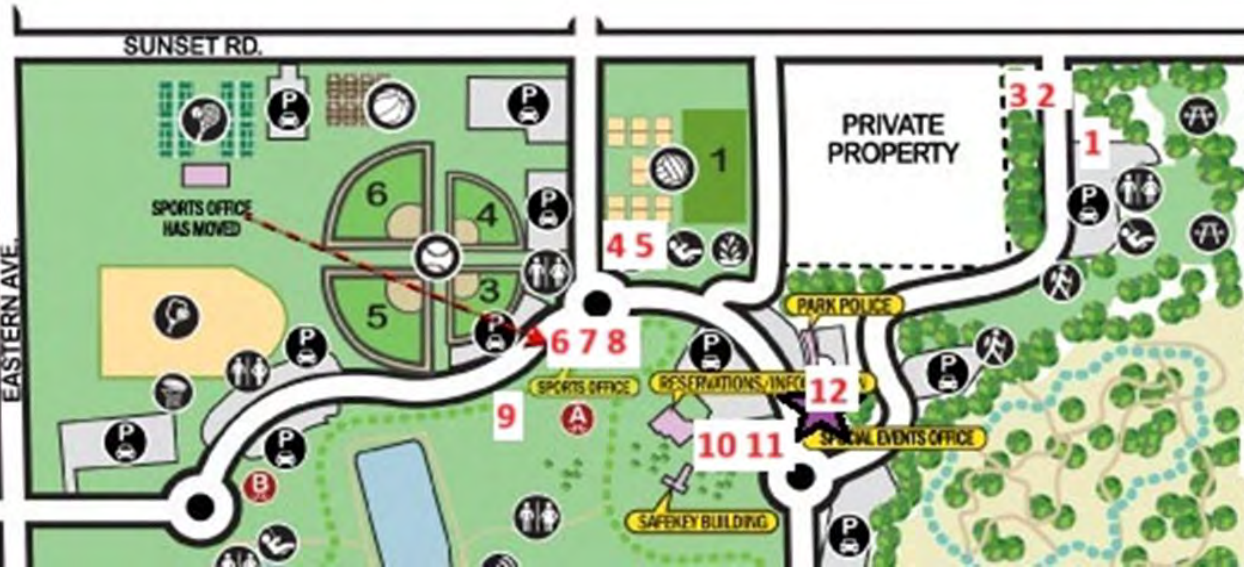 SUNSET RD.
EASTERN AVE.
P
P
3 2
1
PRIVATE
PROPERTY
1
6
4
P
P
SPORTS OFFICE
HAS MOVED
4 5
5
3
P
PARK POLICE
6 7 8
P
P
P
SPORTS OFFICE
RESERVATIONS/INFO
12
9
A
P
P
10 11
SPECIAL EVENTS OFFICE
B
SAFEKEY BUILDING
P